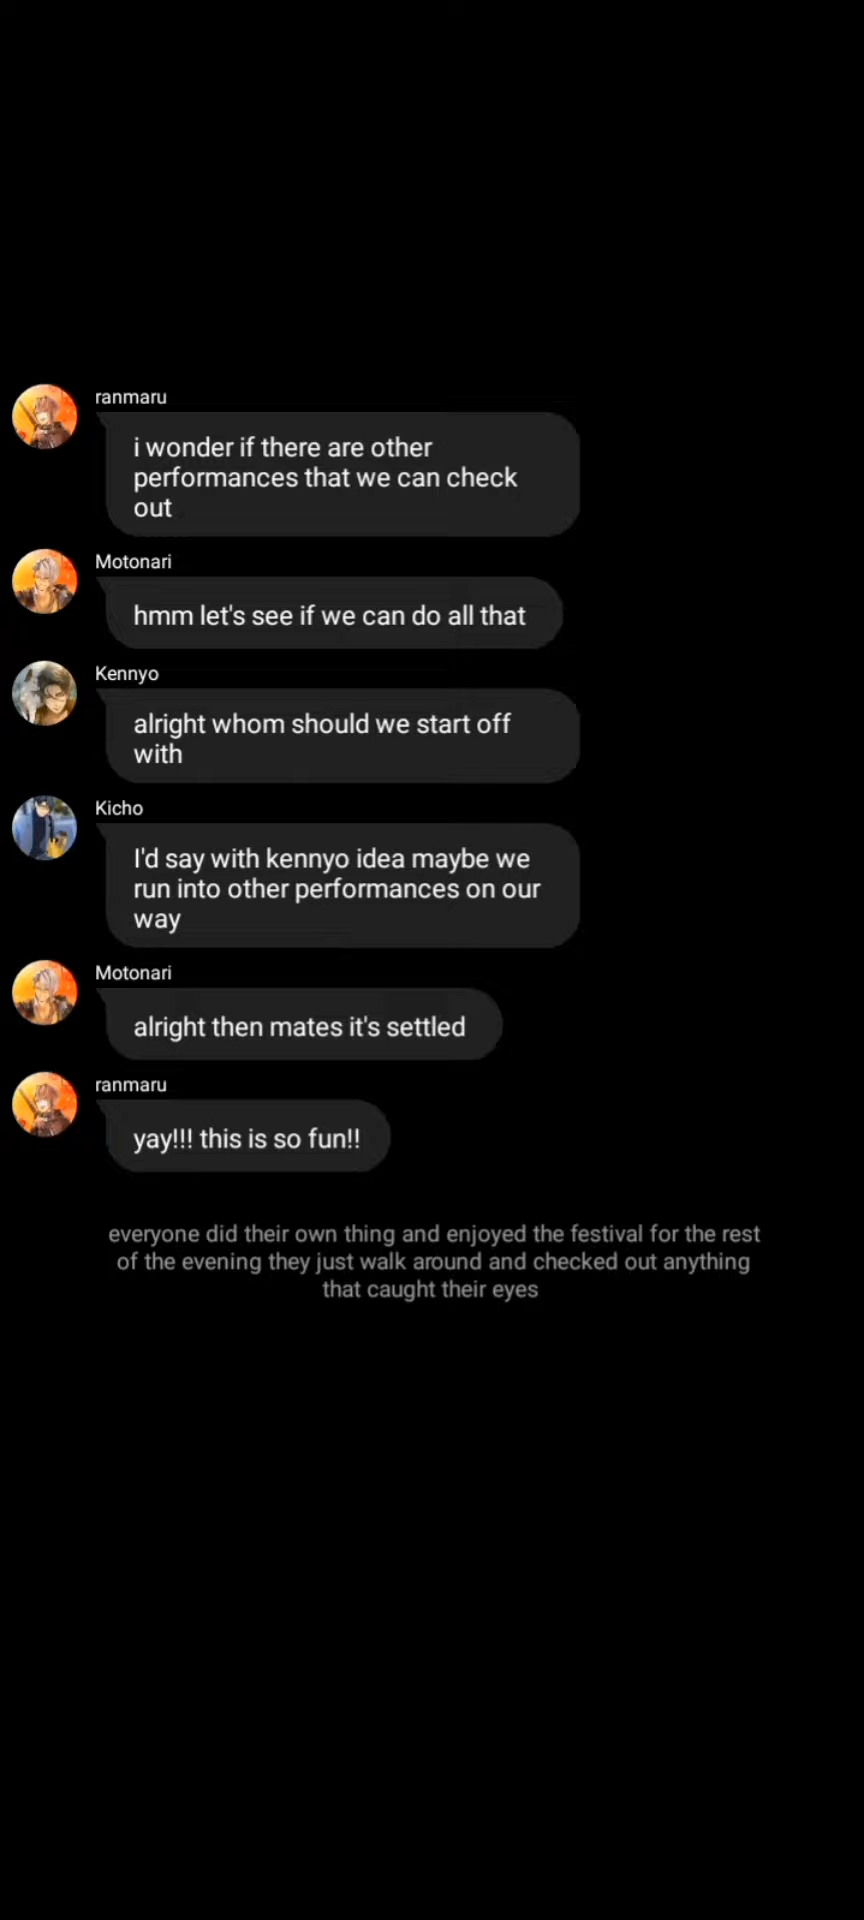 ranmaru
i wonder if there are other
performances that we can check
out
Motonari
hmm let's see if we can do all that
Kennyo
alright whom should we start off
with
Kicho
I'd say with kennyo idea maybe we
run into other performances on our
way
Motonari
alright then mates it's settled
ranmaru
yay!!! this is so fun!!
everyone did their own thing and enjoyed the festival for the rest
of the evening they just walk around and checked out anything
that caught their eyes